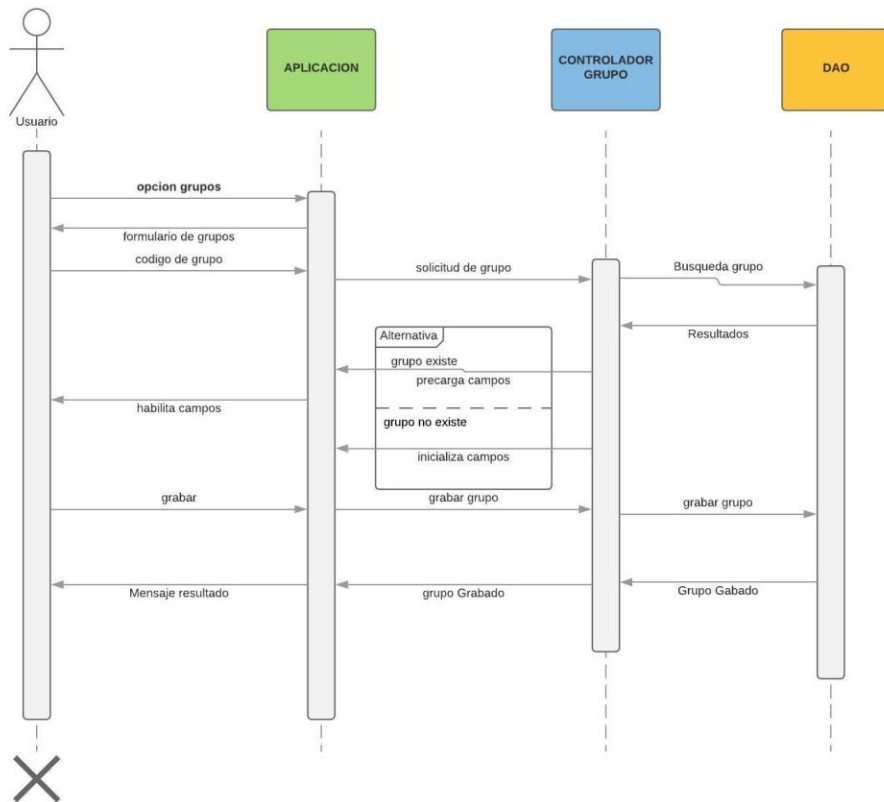 Usuario
APLICACION
CONTROLADOR
GRUPO
DAO
opcion grupos
formulario de grupos
codigo de grupo
solicitud de grupo
Busqueda grupo
Resultados
Alternativa
grupo existe
precarga campos
habilita campos
grupo no existe
inicializa campos
grabar
grabar grupo
grabar grupo
Mensaje resultado
grupo Grabado
Grupo Gabado